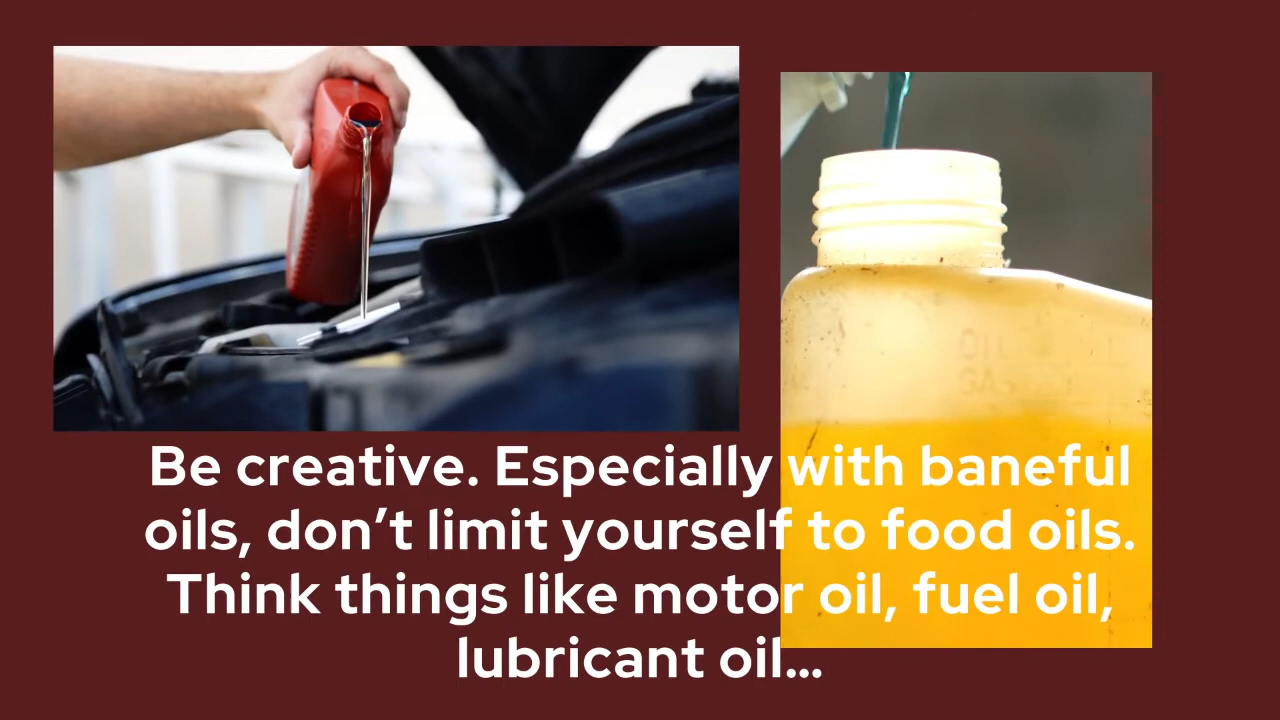 Be creative. Especially with baneful
oils, don’t limit yourself to food oils.
Think things like motor oil, fuel oil,
lubricant oil...